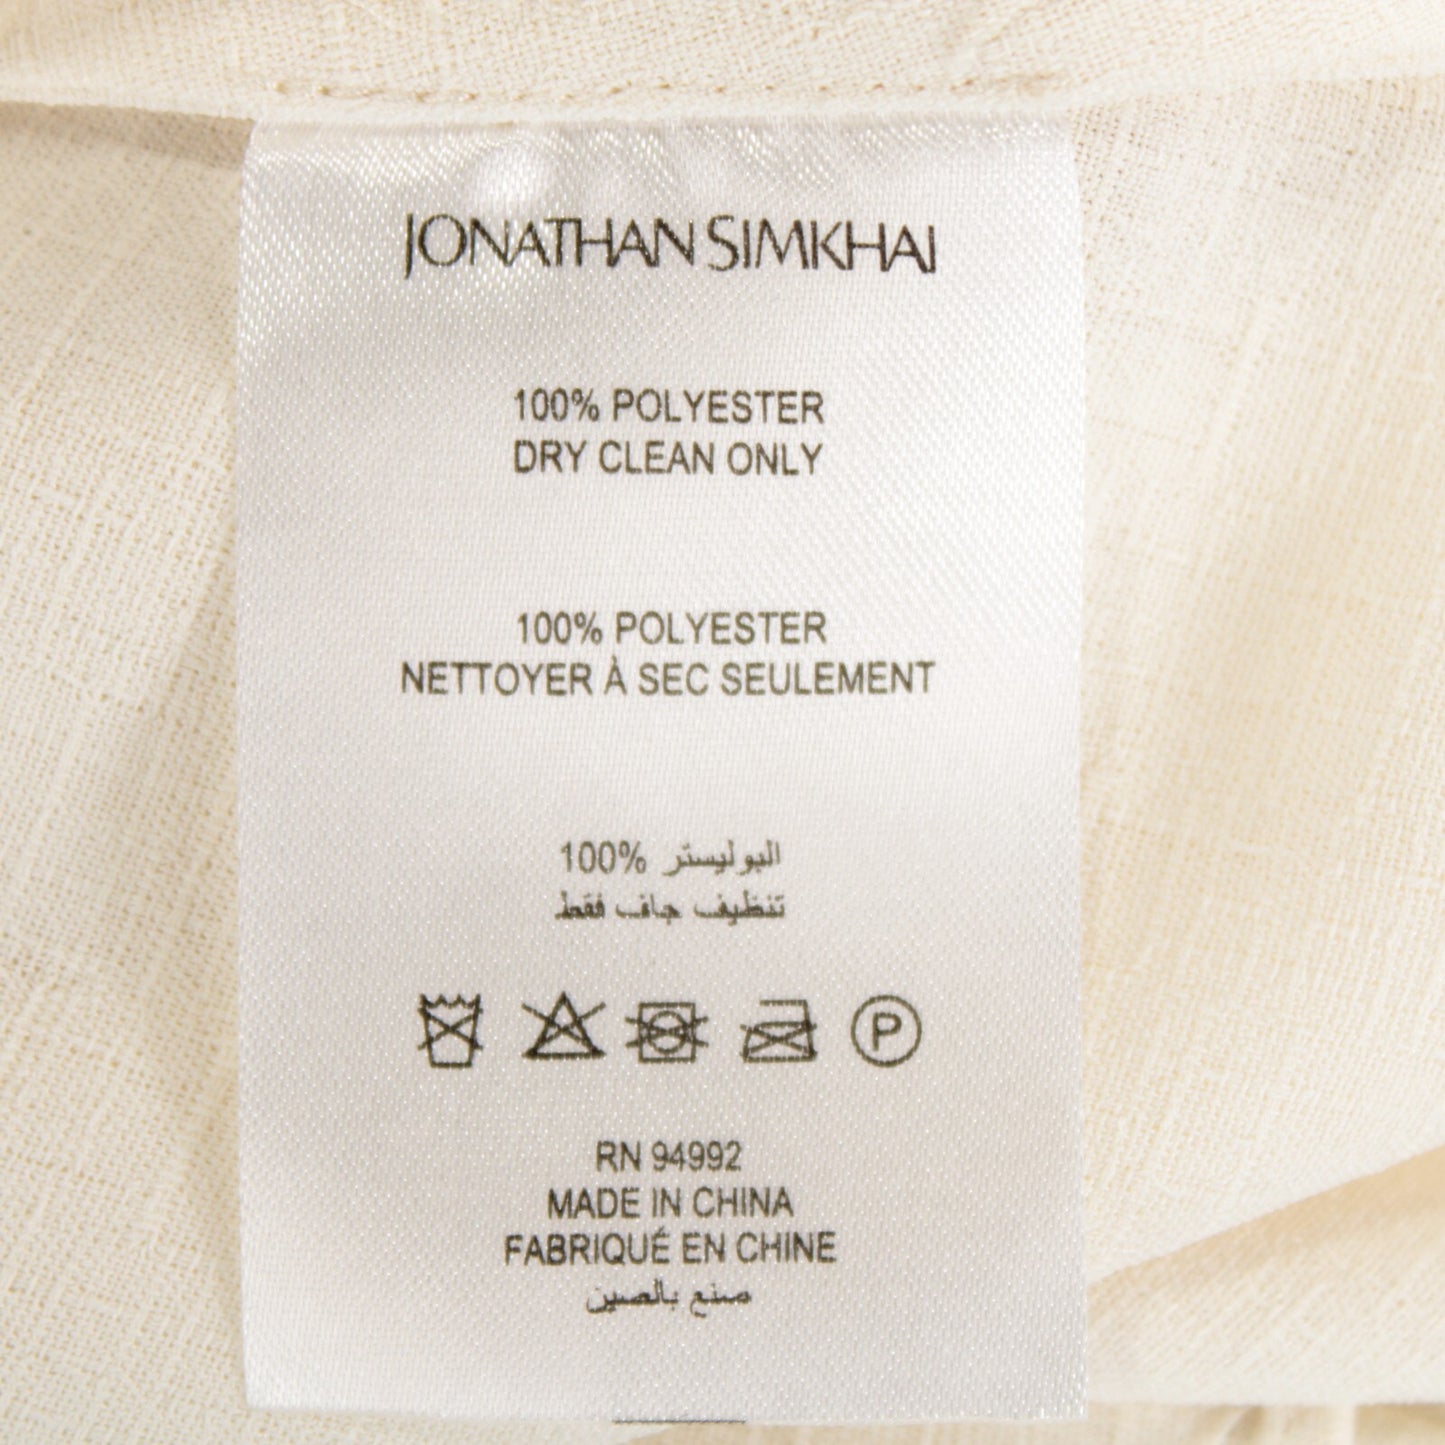 JONATHAN SIMKHAI
100% POLYESTER
DRY CLEAN ONLY
100% POLYESTER
NETTOYER À SEC SEULEMENT
البوليستر 100%
تنظيف جاف فقط
P
RN 94992
MADE IN CHINA
FABRIQUÉ EN CHINE
صنع بالصين